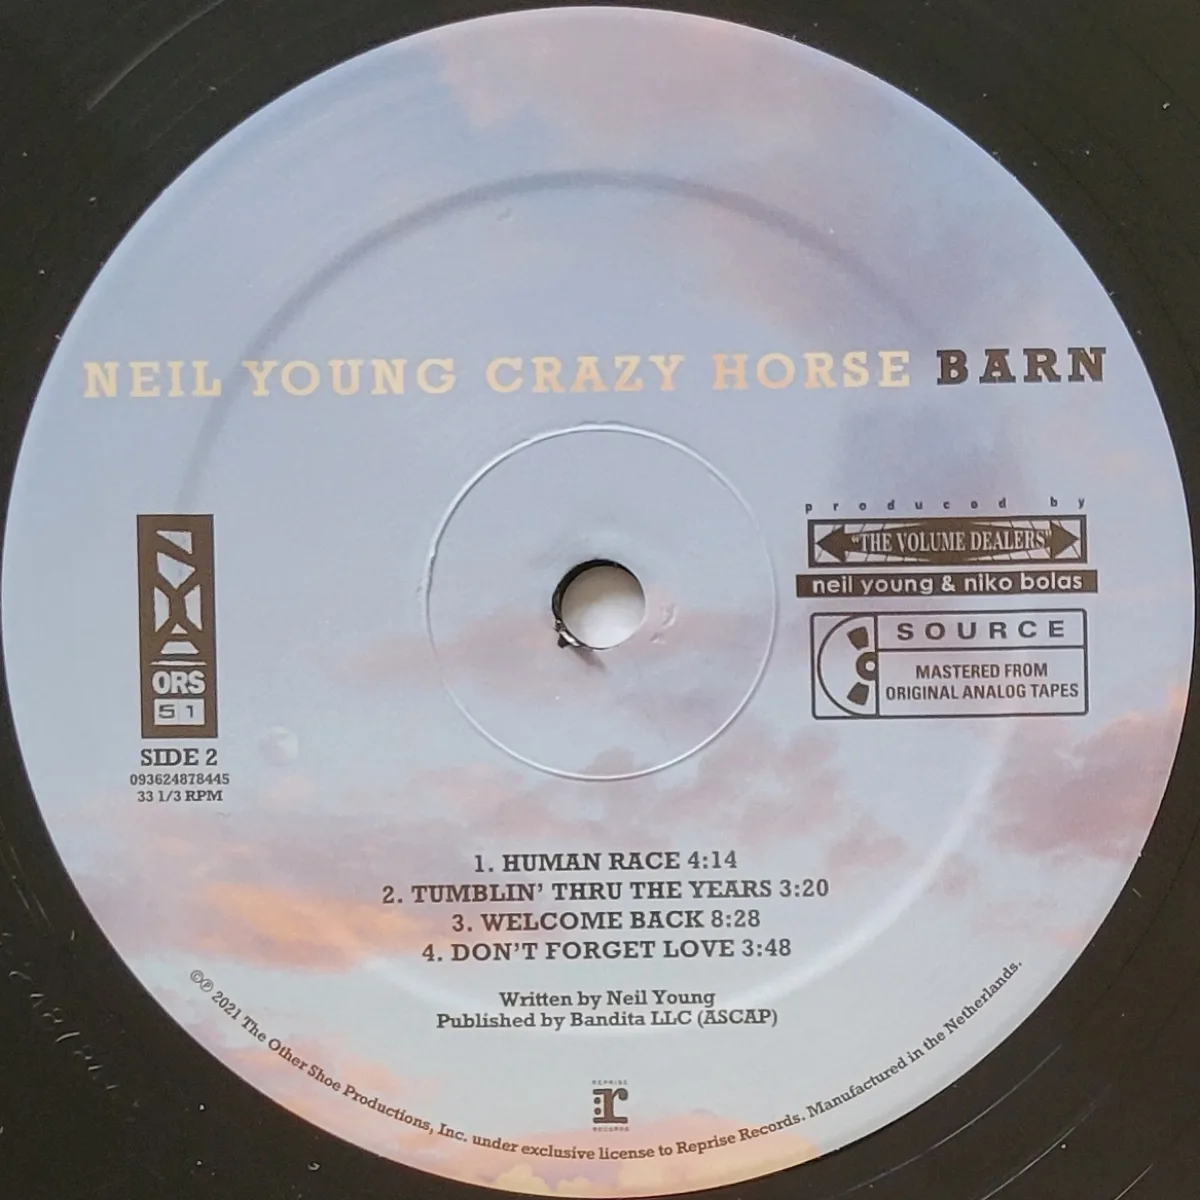 NEIL YOUNG CRAZY HORSE BARN
NYA
ORS
51
SIDE 2
093624878445
33 1/3 RPM
produced by
"THE VOLUME DEALERS"
neil young & niko bolas
SOURCE
MASTERED FROM
ORIGINAL ANALOG TAPES
1. HUMAN RACE 4:14
2. TUMBLIN' THRU THE YEARS 3:20
3. WELCOME BACK 8:28
4. DON'T FORGET LOVE 3:48
Written by Neil Young
Published by Bandita LLC (ASCAP)
REPRISE
r
RECORDS
©℗ 2021 The Other Shoe Productions, Inc. under exclusive license to Reprise Records. Manufactured in the Netherlands.